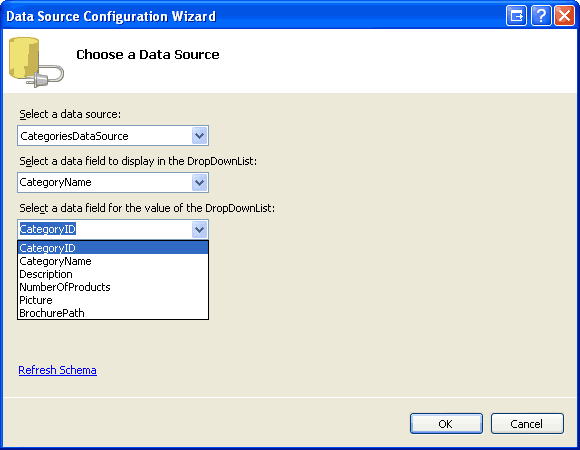 Data Source Configuration Wizard
Choose a Data Source
Select a data source:
CategoriesDataSource
Select a data field to display in the DropDownList:
CategoryName
Select a data field for the value of the DropDownList:
CategoryID
CategoryID
CategoryName
Description
NumberOfProducts
Picture
BrochurePath
Refresh Schema
OK
Cancel